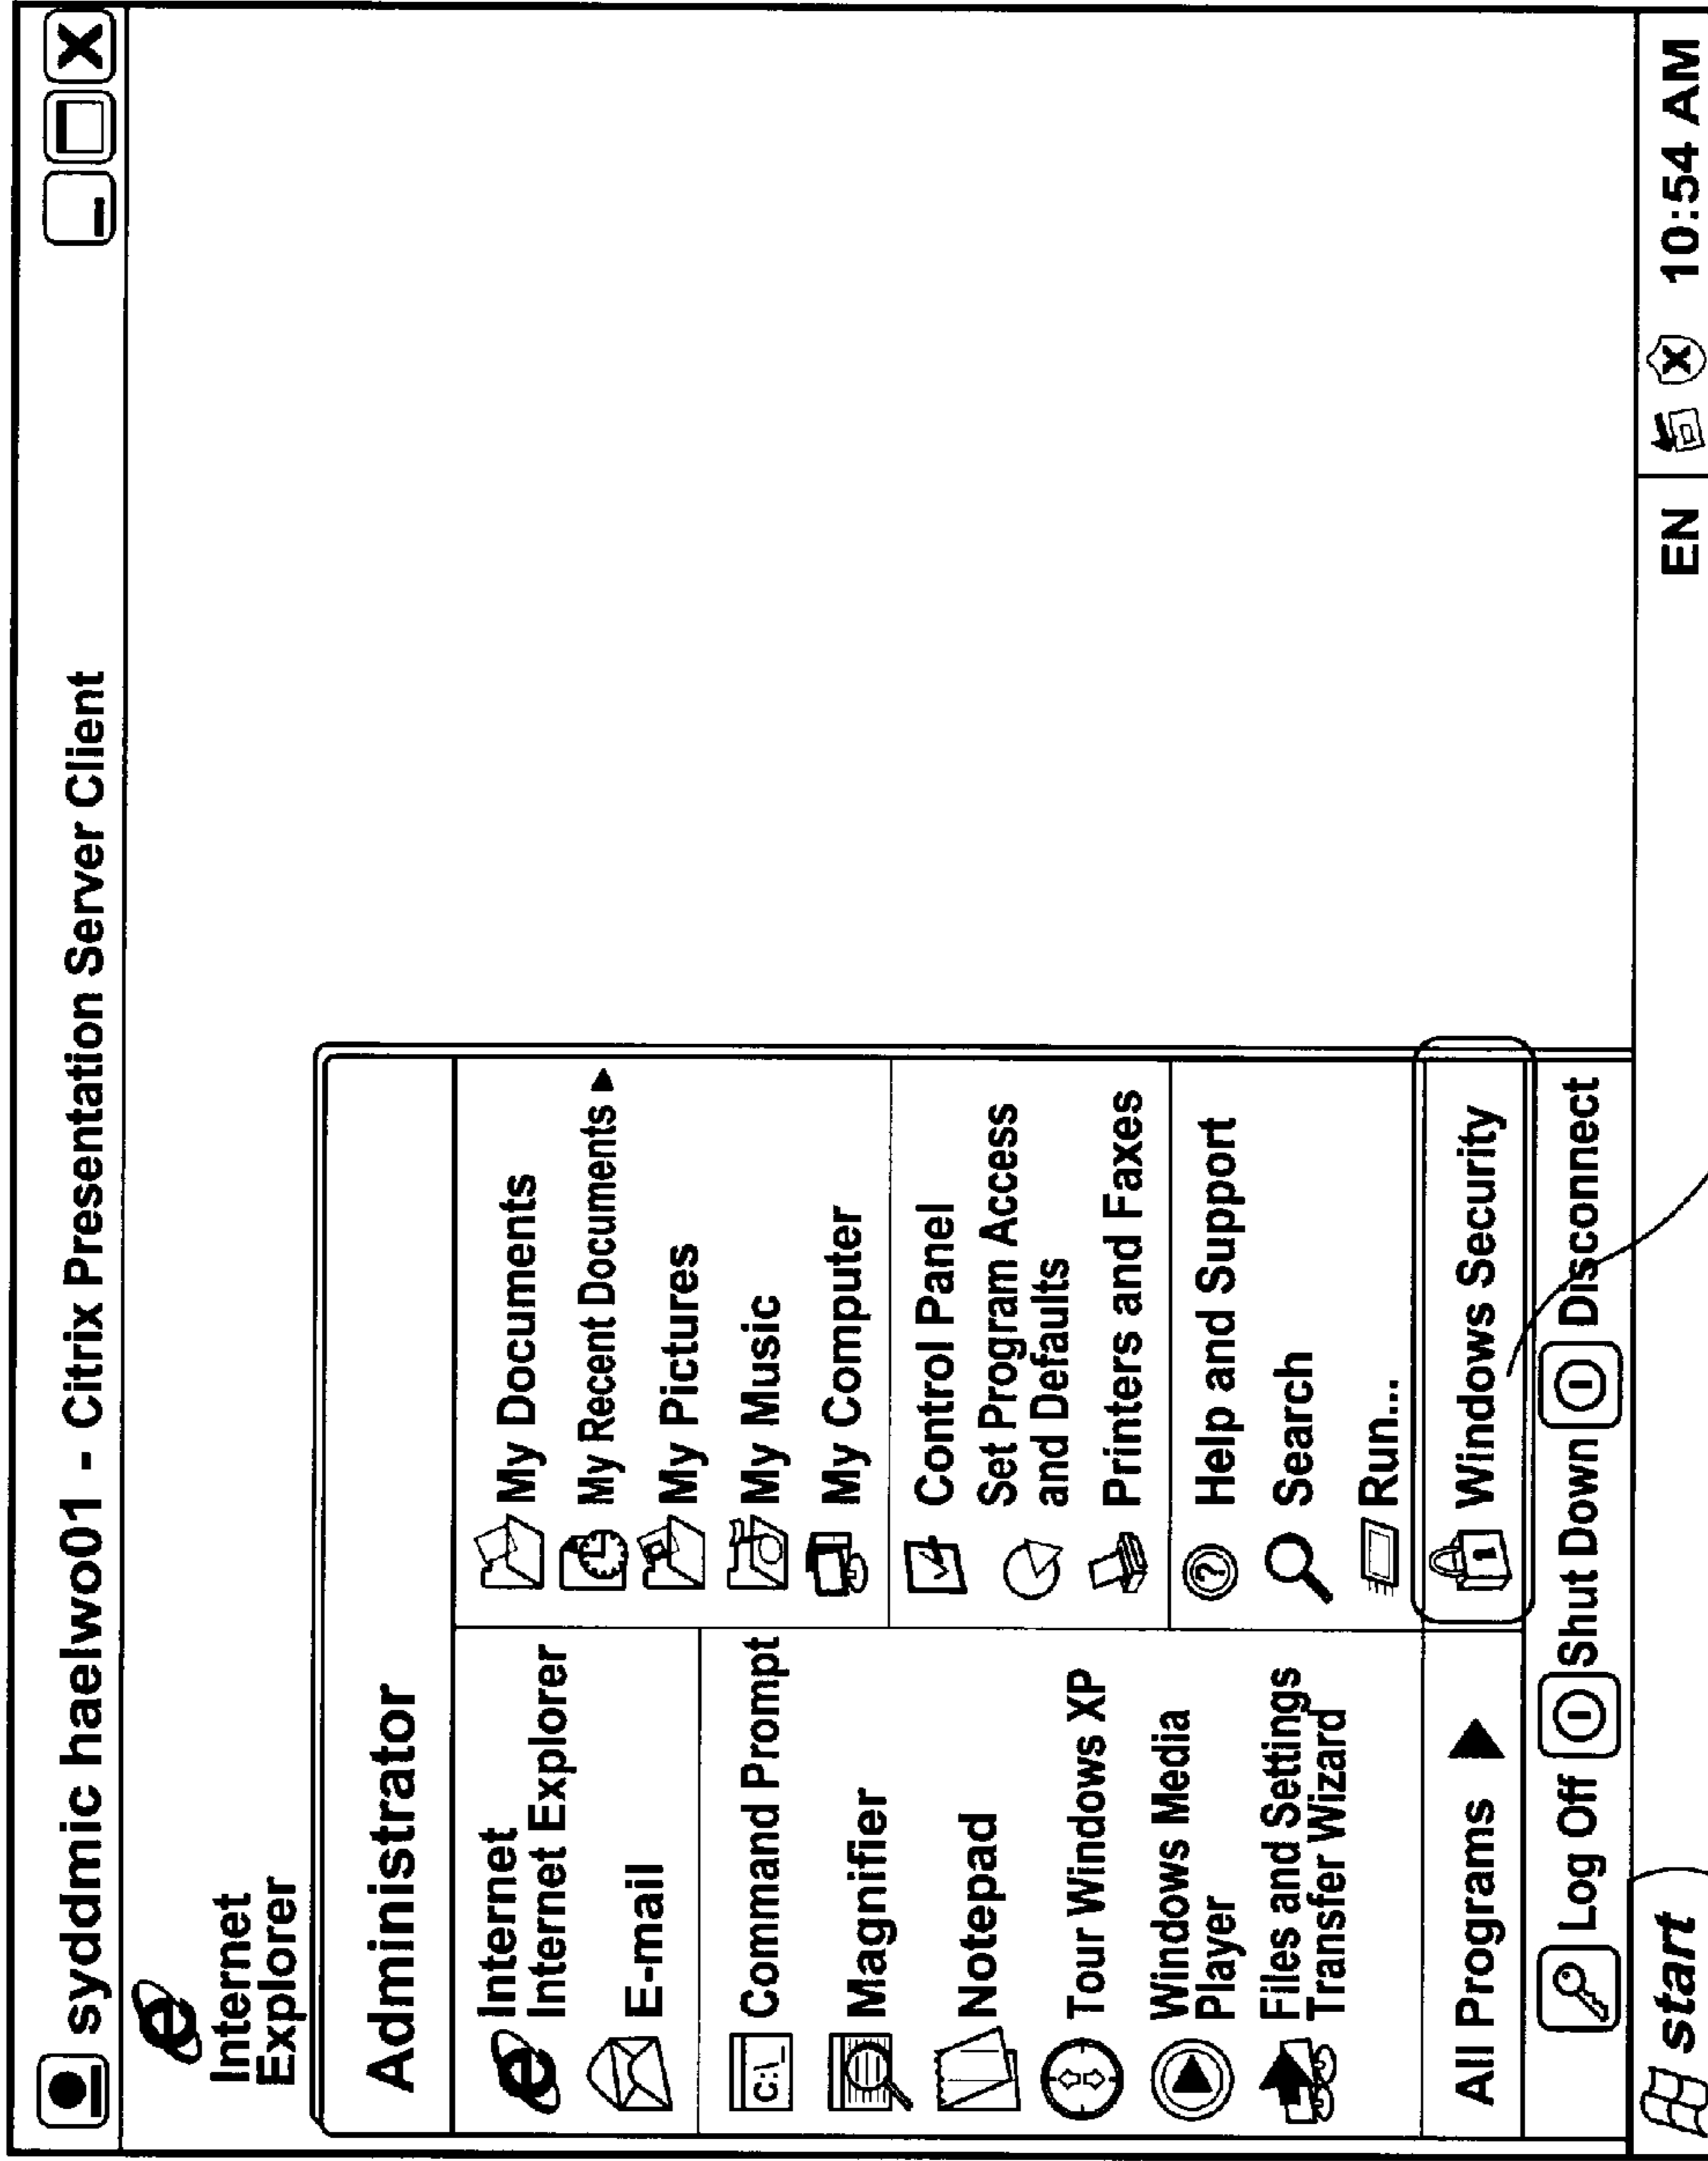 syddmic haelwo01 - Citrix Presentation Server Client
Internet
Explorer
Administrator
Internet
Internet Explorer
E-mail
C:\_
Command Prompt
Magnifier
Notepad
Tour Windows XP
Windows Media
Player
Files and Settings
Transfer Wizard
All Programs
My Documents
My Recent Documents
My Pictures
My Music
My Computer
Control Panel
Set Program Access
and Defaults
Printers and Faxes
Help and Support
Search
Run...
Windows Security
Log Off
Shut Down
Disconnect
start
EN
10:54 AM